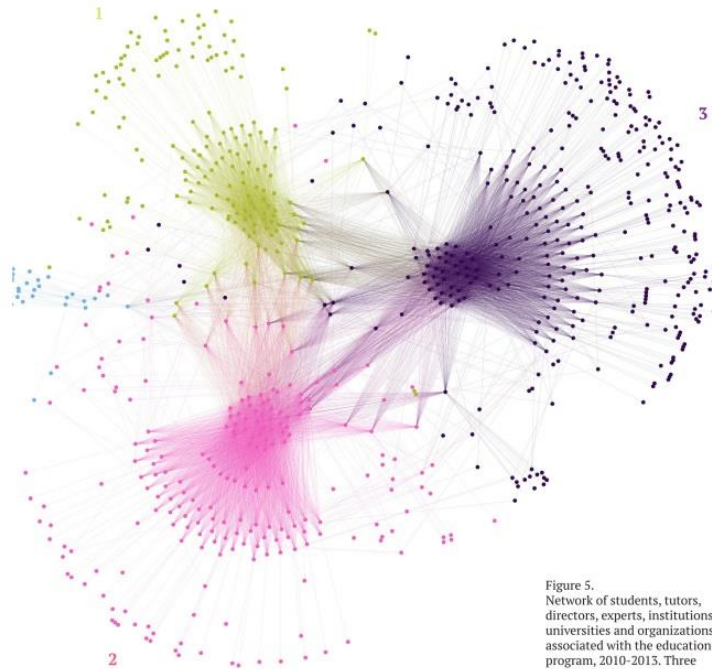 1
3
2
Figure 5.
Network of students, tutors,
directors, experts, institutions
universities and organizations
associated with the education
program, 2010-2013. Three